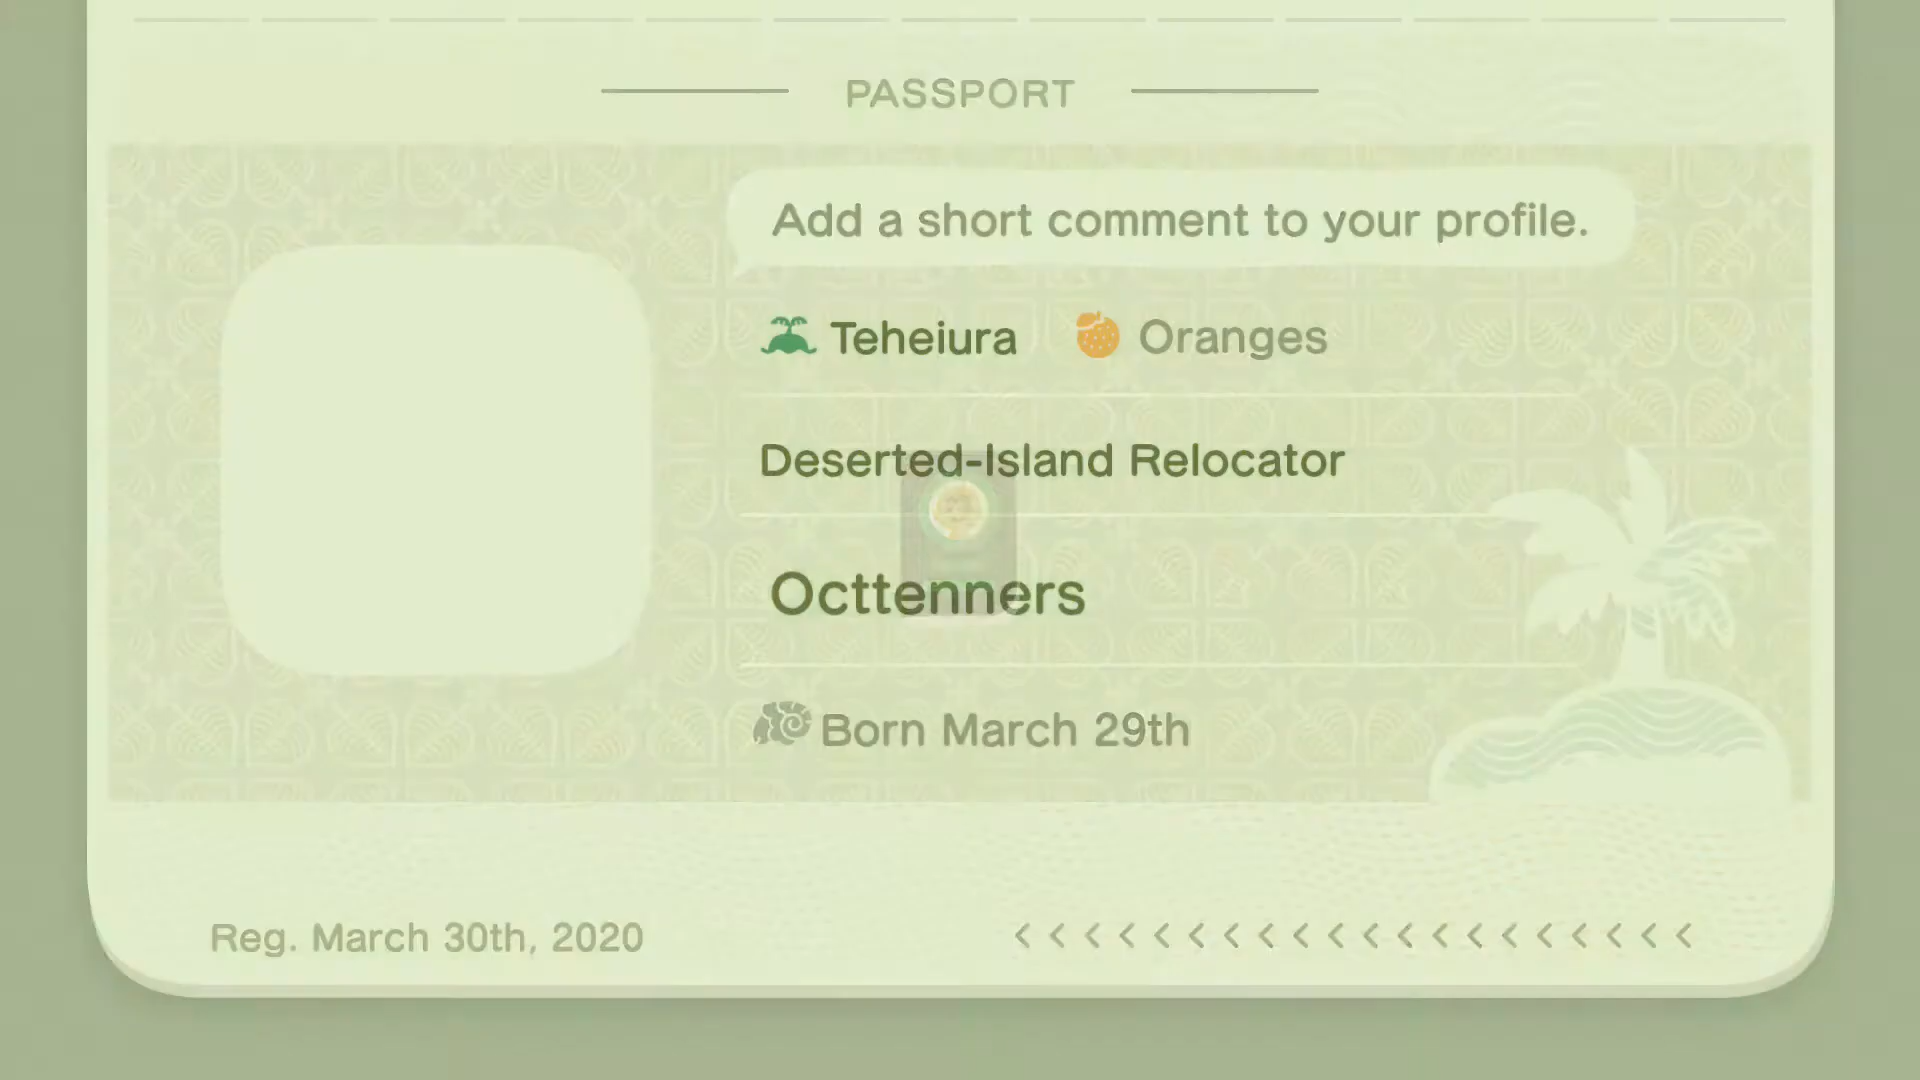 PASSPORT
Add a short comment to your profile.
Teheiura Oranges
Deserted-Island Relocator
Octtenners
Born March 29th
Reg. March 30th, 2020 <<<<<<<<<<<<<<<<<<<<